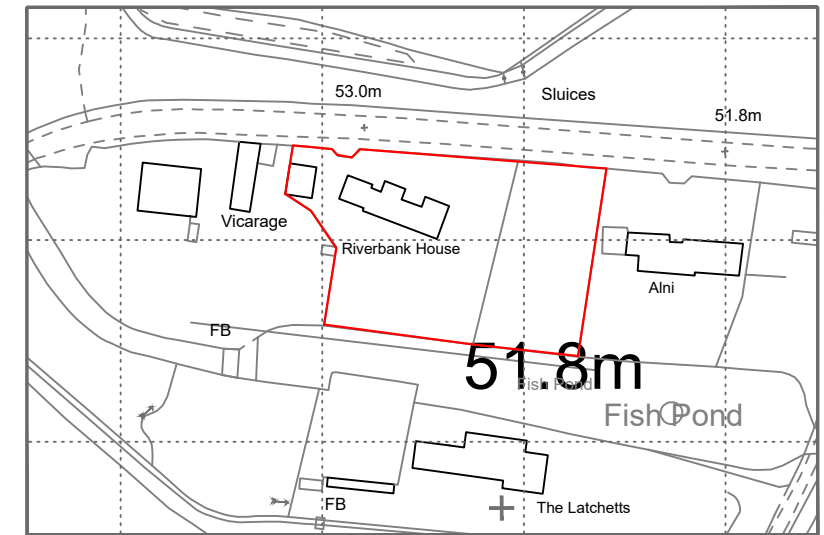 53.0m
Sluices
51.8m
Vicarage
Riverbank House
Alni
FB
51.8m
Fish Pond
Fish Pond
FB
The Latchetts